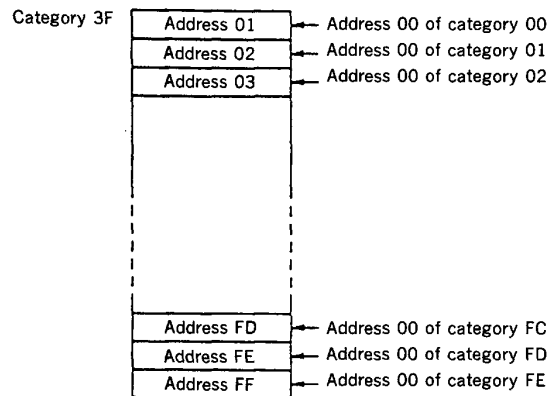 Category 3F Address 01 Address 00 of category 00
Address 02 Address 00 of category 01
Address 03 Address 00 of category 02
Address FD Address 00 of category FC
Address FE Address 00 of category FD
Address FF Address 00 of category FE